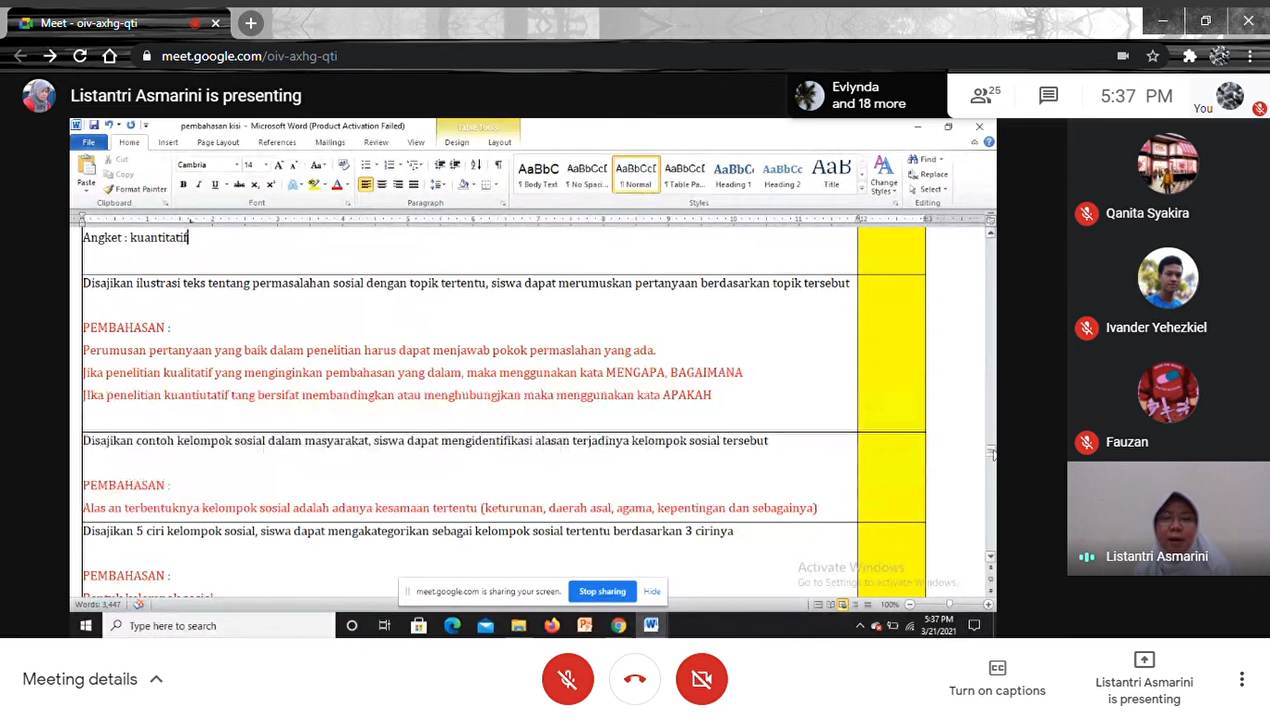 Meet - oiv-axhg-qti
meet.google.com/oiv-axhg-qti
Listantri Asmarini is presenting
Evlynda
and 18 more
25
5:37 PM
You
pembahasan kisi - Microsoft Word (Product Activation Failed)
Table Tools
File Home Insert Page Layout References Mailings Review View Design Layout
Paste
Cut
Copy
Format Painter
Clipboard
Cambria 14
Font
Paragraph
AaBbC AaBbCcI AaBbCcI AaBbCcI AaBbC AaBbCc AaB
¶ Body Text ¶ No Spaci... ¶ Normal ¶ Table Pa... Heading 1 Heading 2 Title
Change
Styles
Styles
Find
Replace
Select
Editing
Angket : kuantitatif
Disajikan ilustrasi teks tentang permasalahan sosial dengan topik tertentu, siswa dapat merumuskan pertanyaan berdasarkan topik tersebut
PEMBAHASAN :
Perumusan pertanyaan yang baik dalam penelitian harus dapat menjawab pokok permaslahan yang ada.
Jika penelitian kualitatif yang menginginkan pembahasan yang dalam, maka menggunakan kata MENGAPA, BAGAIMANA
JIka penelitian kuantiutatif tang bersifat membandingkan atau menghubungjkan maka menggunakan kata APAKAH
Disajikan contoh kelompok sosial dalam masyarakat, siswa dapat mengidentifikasi alasan terjadinya kelompok sosial tersebut
PEMBAHASAN :
Alas an terbentuknya kelompok sosial adalah adanya kesamaan tertentu (keturunan, daerah asal, agama, kepentingan dan sebagainya)
Disajikan 5 ciri kelompok sosial, siswa dapat mengakategorikan sebagai kelompok sosial tertentu berdasarkan 3 cirinya
PEMBAHASAN :
Bentuk kelompok sosial
Activate Windows
Go to Settings to activate Windows.
meet.google.com is sharing your screen.
Stop sharing
Hide
Words: 3,447
100%
Type here to search
5:37 PM
3/21/2021
Qanita Syakira
Ivander Yehezkiel
Fauzan
Listantri Asmarini
Meeting details
Turn on captions
Listantri Asmarini
is presenting